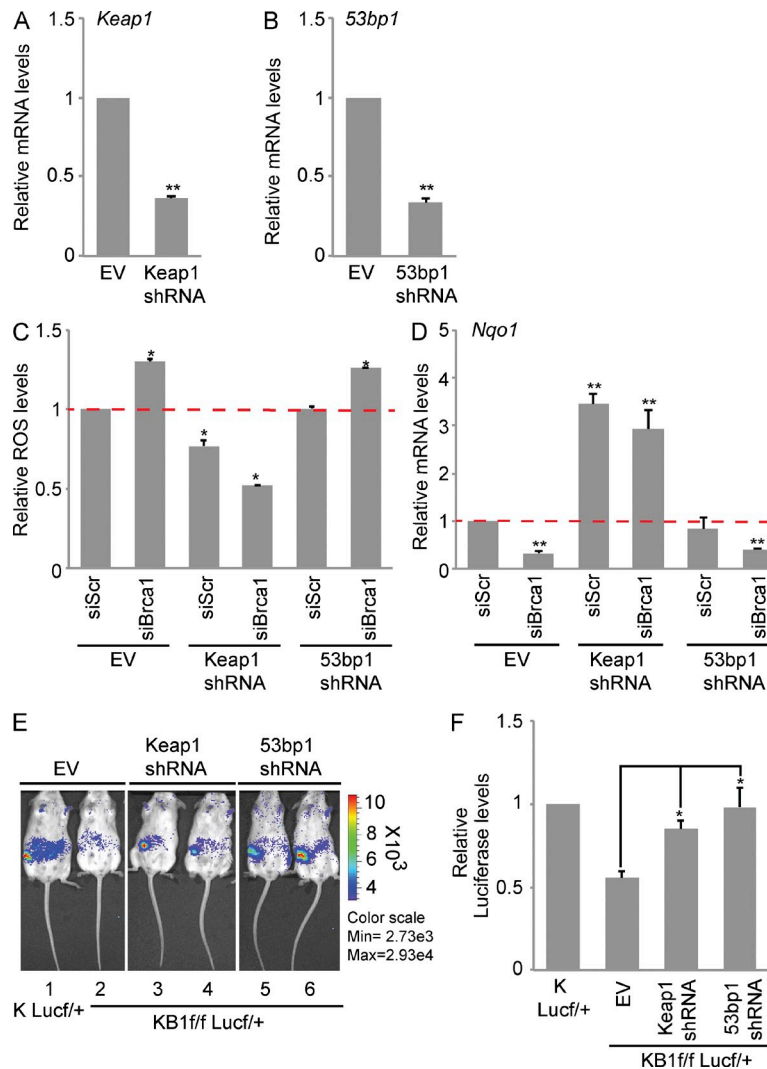 A
Keap1
Relative mRNA levels
1.5
1
0.5
0
**
EV
Keap1
shRNA
B
53bp1
Relative mRNA levels
1.5
1
0.5
0
**
EV
53bp1
shRNA
C
Relative ROS levels
1.5
1
0.5
0
*
*
*
*
siScr
siBrca1
siScr
siBrca1
siScr
siBrca1
EV
Keap1
shRNA
53bp1
shRNA
D
Nqo1
Relative mRNA levels
5
4
3
2
1
0
**
**
**
**
siScr
siBrca1
siScr
siBrca1
siScr
siBrca1
EV
Keap1
shRNA
53bp1
shRNA
E
EV
Keap1
shRNA
53bp1
shRNA
10
8
6
4
X10³
Color scale
Min= 2.73e3
Max=2.93e4
1
2
3
4
5
6
K Lucf/+
KB1f/f Lucf/+
F
Relative
Luciferase levels
1.5
1
0.5
0
*
*
K
Lucf/+
EV
Keap1
shRNA
53bp1
shRNA
KB1f/f Lucf/+